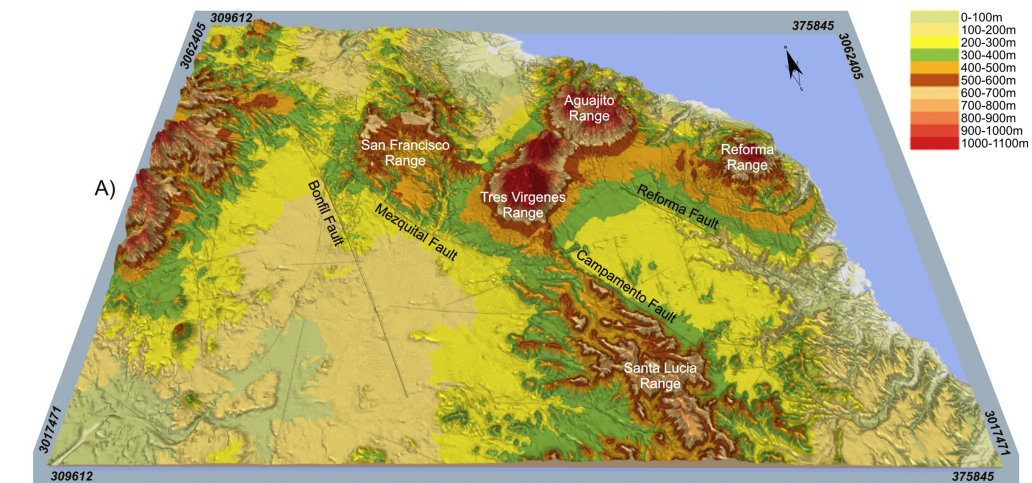 309612
375845
3062405
3062405
0-100m
100-200m
200-300m
300-400m
400-500m
500-600m
600-700m
700-800m
800-900m
900-1000m
1000-1100m
Aguajito
Range
San Francisco
Range
Reforma
Range
A)
Tres Virgenes
Range
Bonfil Fault
Mezquital Fault
Reforma Fault
Campamento Fault
Santa Lucia
Range
3017471
3017471
309612
375845